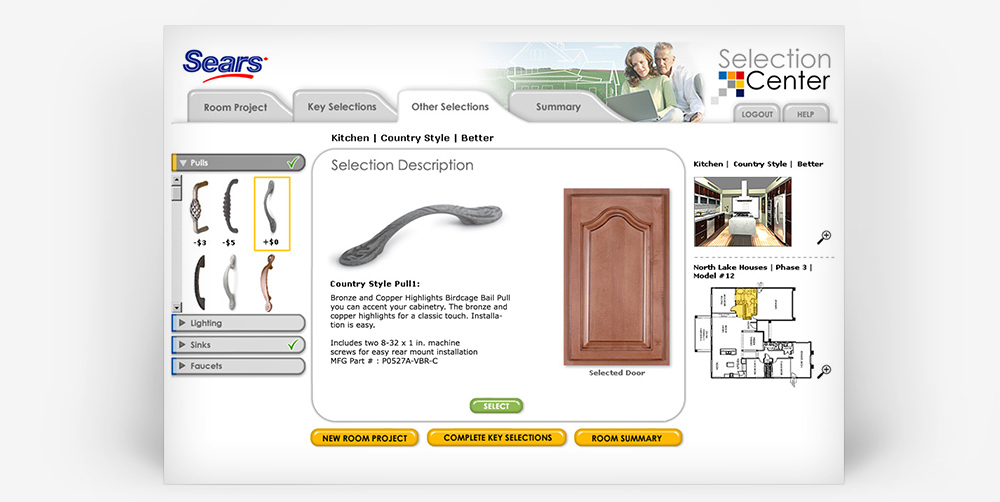 Sears
Selection
Center
Room Project
Key Selections
Other Selections
Summary
LOGOUT
HELP
Kitchen | Country Style | Better
Pulls
-$3
-$5
+$0
Lighting
Sinks
Faucets
Selection Description
Country Style Pull1:
Bronze and Copper Highlights Birdcage Bail Pull
you can accent your cabinetry. The bronze and
copper highlights for a classic touch. Installa-
tion is easy.
Includes two 8-32 x 1 in. machine
screws for easy rear mount installation
MFG Part # : P0527A-VBR-C
Selected Door
SELECT
NEW ROOM PROJECT
COMPLETE KEY SELECTIONS
ROOM SUMMARY
Kitchen | Country Style | Better
North Lake Houses | Phase 3 |
Model #12